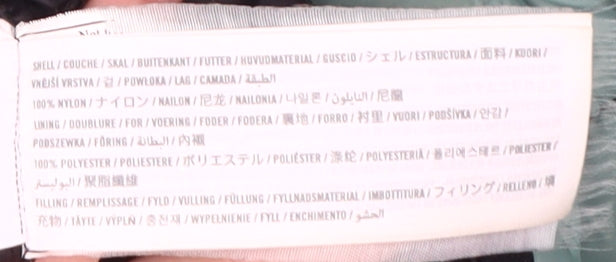 SHELL / COUCHE / SKAL / BUITENKANT / FUTTER / HUVUDMATERIAL / GUSCIO / シェル / ESTRUCTURA / 面料 / KUORI /
VNĚJŠÍ VRSTVA / 겉 / POWŁOKA / LAG / CAMADA / الطبقة /
100% NYLON / ナイロン / NAILON / 尼龙 / NAILONIA / 나일론 / النايلون / 尼龍
LINING / DOUBLURE / FOR / VOERING / FODER / FODERA / 裏地 / FORRO / 衬里 / VUORI / PODŠÍVKA / 안감 /
PODSZEWKA / FÔRING / البطانة / 內襯
100% POLYESTER / POLIESTERE / ポリエステル / POLIÉSTER / 涤纶 / POLYESTERIÄ / 폴리에스테르 / POLIESTER /
البوليستر / 聚脂纖維
FILLING / REMPLISSAGE / FYLD / VULLING / FÜLLUNG / FYLLNADSMATERIAL / IMBOTTITURA / フィリング / RELLENO / 填
充物 / TÄYTE / VÝPLŇ / 충전재 / WYPEŁNIENIE / FYLL / ENCHIMENTO / الحشو